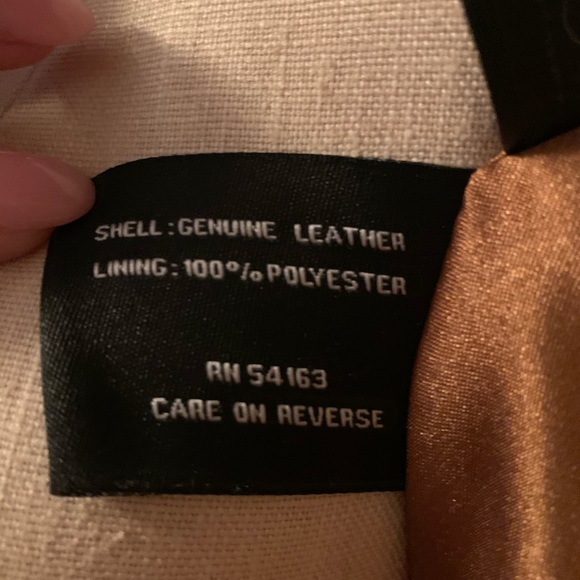 SHELL:GENUINE LEATHER
LINING:100% POLYESTER
RN 54163
CARE ON REVERSE